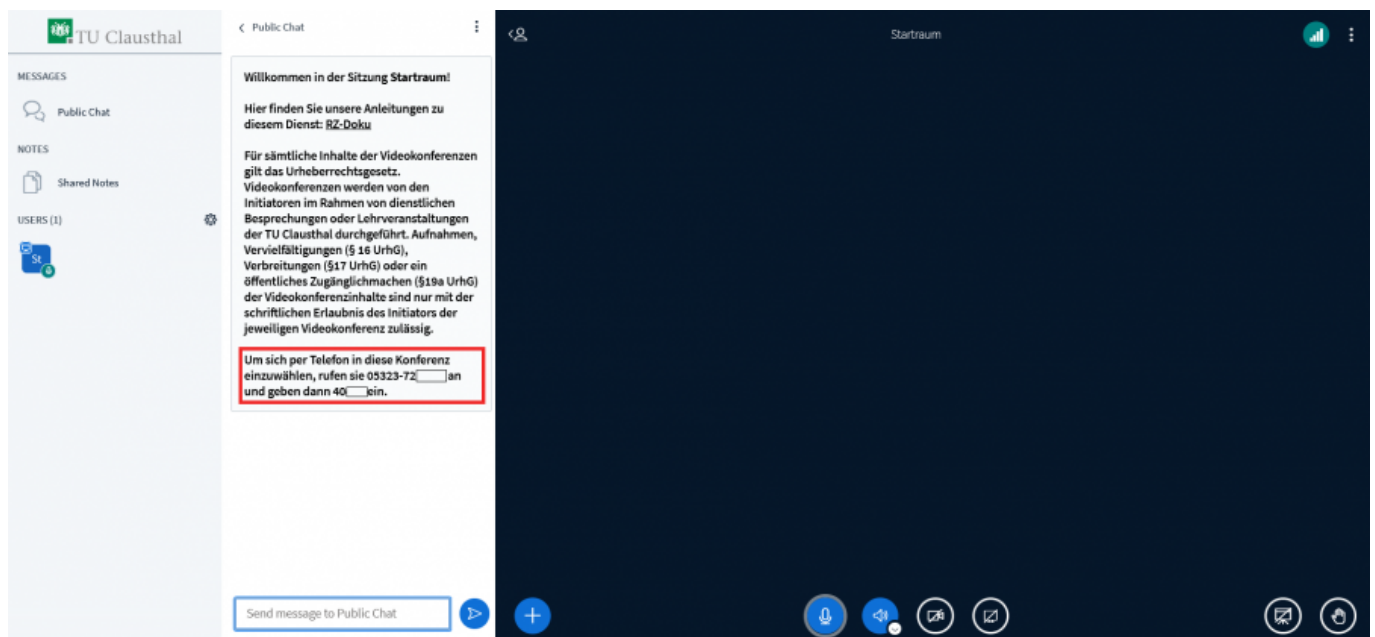 TU Clausthal
MESSAGES
Public Chat
NOTES
Shared Notes
USERS (1)
St
Public Chat
Willkommen in der Sitzung Startraum!
Hier finden Sie unsere Anleitungen zu
diesem Dienst: RZ-Doku
Für sämtliche Inhalte der Videokonferenzen
gilt das Urheberrechtsgesetz.
Videokonferenzen werden von den
Initiatoren im Rahmen von dienstlichen
Besprechungen oder Lehrveranstaltungen
der TU Clausthal durchgeführt. Aufnahmen,
Vervielfältigungen (§ 16 UrhG),
Verbreitungen (§17 UrhG) oder ein
öffentliches Zugänglichmachen (§19a UrhG)
der Videokonferenzinhalte sind nur mit der
schriftlichen Erlaubnis des Initiators der
jeweiligen Videokonferenz zulässig.
Um sich per Telefon in diese Konferenz
einzuwählen, rufen sie 05323-72 an
und geben dann 40 ein.
Send message to Public Chat
Startraum